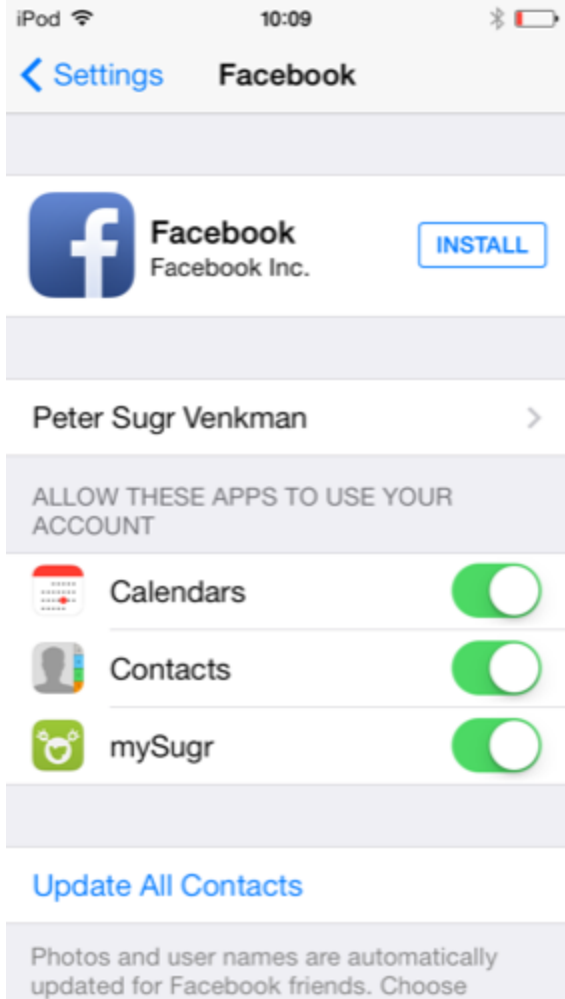 iPod 10:09
Settings Facebook
Facebook
Facebook Inc.
INSTALL
Peter Sugr Venkman
ALLOW THESE APPS TO USE YOUR
ACCOUNT
Calendars
Contacts
mySugr
Update All Contacts
Photos and user names are automatically
updated for Facebook friends. Choose